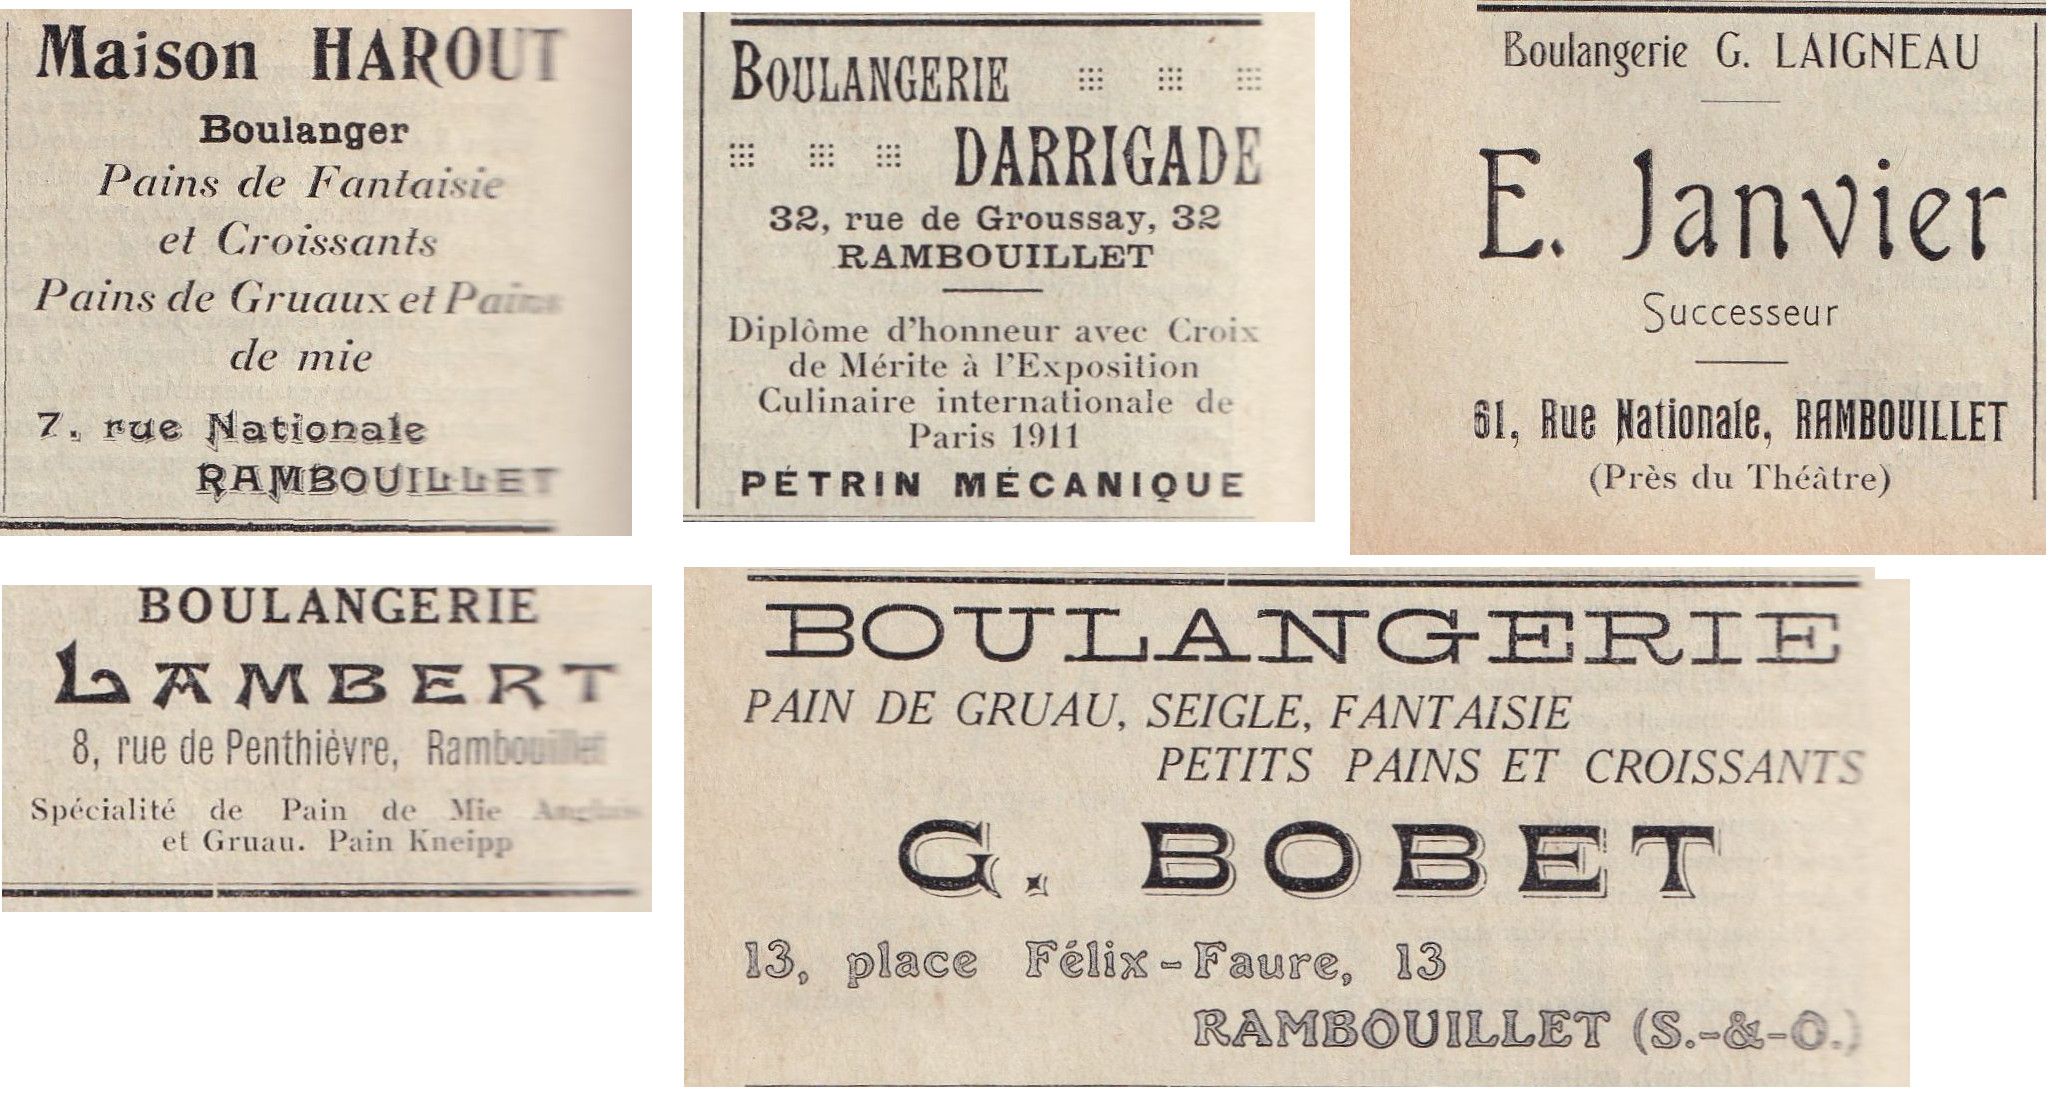 Maison HAROUT
Boulanger
Pains de Fantaisie
et Croissants
Pains de Gruaux et Pains
de mie
7, rue Nationale
RAMBOUILLET
BOULANGERIE
DARRIGADE
32, rue de Groussay, 32
RAMBOUILLET
Diplôme d'honneur avec Croix
de Mérite à l'Exposition
Culinaire internationale de
Paris 1911
PÉTRIN MÉCANIQUE
Boulangerie G. LAIGNEAU
E. Janvier
Successeur
61, Rue Nationale, RAMBOUILLET
(Près du Théâtre)
BOULANGERIE
LAMBERT
8, rue de Penthièvre, Rambouillet
Spécialité de Pain de Mie Anglais
et Gruau. Pain Kneipp
BOULANGERIE
PAIN DE GRUAU, SEIGLE, FANTAISIE
PETITS PAINS ET CROISSANTS
G. BOBET
13, place Félix-Faure, 13
RAMBOUILLET (S.-&-O.)